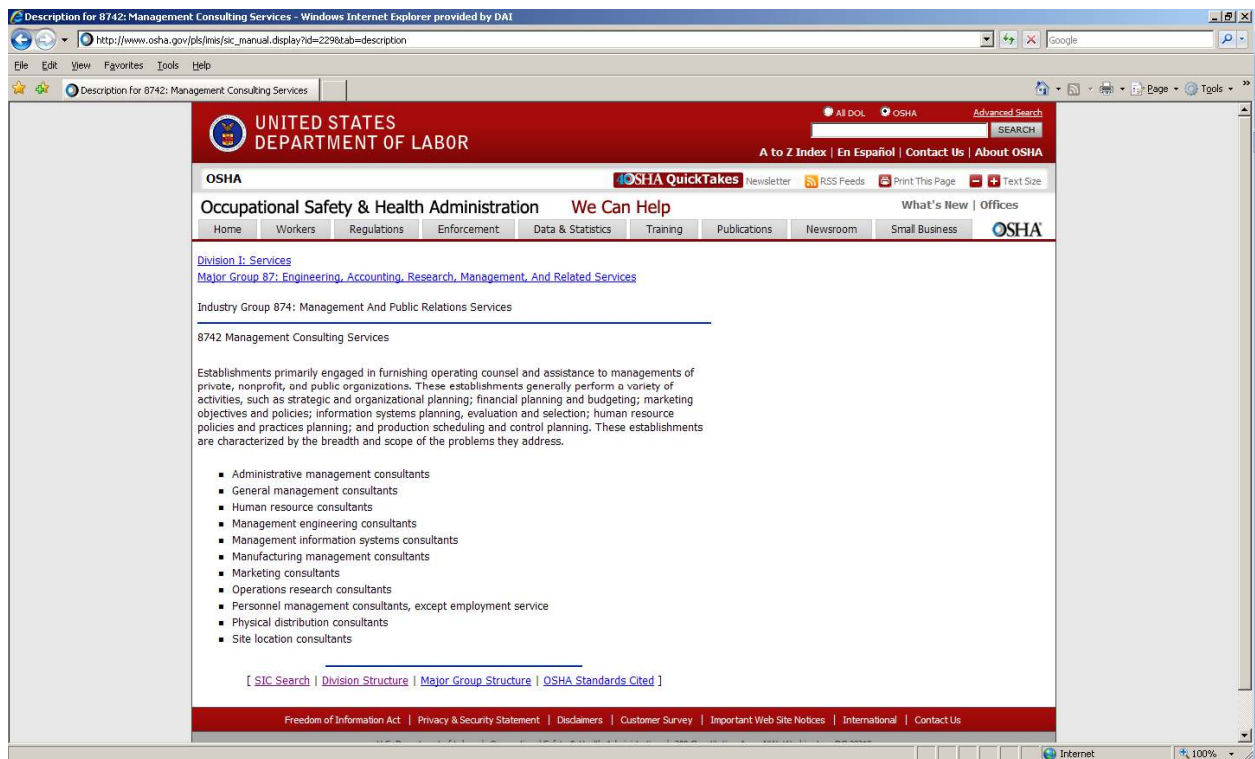 Description for 8742: Management Consulting Services - Windows Internet Explorer provided by DAI
http://www.osha.gov/pls/imis/sic_manual.display?id=229&tab=description
Google
File Edit View Favorites Tools Help
Description for 8742: Management Consulting Services
Page Tools
UNITED STATES
DEPARTMENT OF LABOR
All DOL OSHA Advanced Search
SEARCH
A to Z Index | En Español | Contact Us | About OSHA
OSHA
OSHA QuickTakes Newsletter RSS Feeds Print This Page Text Size
Occupational Safety & Health Administration We Can Help
What's New | Offices
Home Workers Regulations Enforcement Data & Statistics Training Publications Newsroom Small Business OSHA
Division I: Services
Major Group 87: Engineering, Accounting, Research, Management, And Related Services
Industry Group 874: Management And Public Relations Services
8742 Management Consulting Services
Establishments primarily engaged in furnishing operating counsel and assistance to managements of
private, nonprofit, and public organizations. These establishments generally perform a variety of
activities, such as strategic and organizational planning; financial planning and budgeting; marketing
objectives and policies; information systems planning, evaluation and selection; human resource
policies and practices planning; and production scheduling and control planning. These establishments
are characterized by the breadth and scope of the problems they address.
Administrative management consultants
General management consultants
Human resource consultants
Management engineering consultants
Management information systems consultants
Manufacturing management consultants
Marketing consultants
Operations research consultants
Personnel management consultants, except employment service
Physical distribution consultants
Site location consultants
[ SIC Search | Division Structure | Major Group Structure | OSHA Standards Cited ]
Freedom of Information Act | Privacy & Security Statement | Disclaimers | Customer Survey | Important Web Site Notices | International | Contact Us
Internet 100%